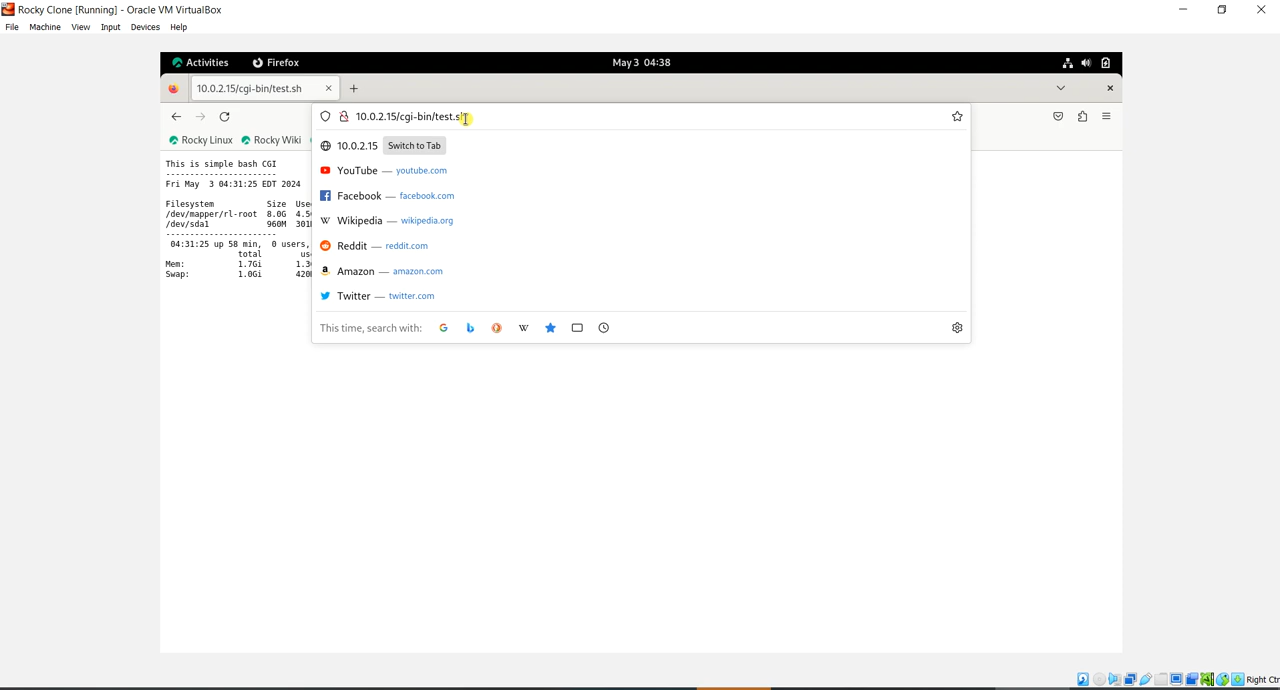 Rocky Clone [Running] - Oracle VM VirtualBox
File Machine View Input Devices Help
Activities Firefox May 3 04:38
10.0.2.15/cgi-bin/test.sh
10.0.2.15/cgi-bin/test.sh
Rocky Linux Rocky Wiki
10.0.2.15 Switch to Tab
YouTube — youtube.com
Facebook — facebook.com
Wikipedia — wikipedia.org
Reddit — reddit.com
Amazon — amazon.com
Twitter — twitter.com
This time, search with:
This is simple bash CGI
-----------------------
Fri May 3 04:31:25 EDT 2024
Filesystem Size
/dev/mapper/rl-root 8.0G
/dev/sda1 960M
-----------------------
04:31:25 up 58 min, 0 users,
total
Mem: 1.7Gi
Swap: 1.0Gi
Right Ctr